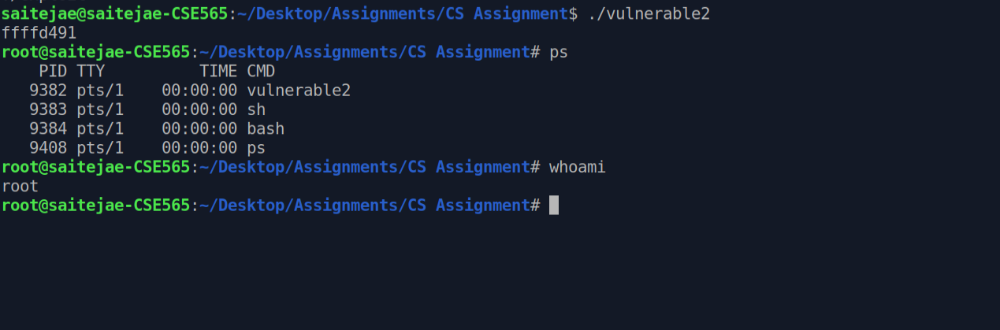 saitejae@saitejae-CSE565:~/Desktop/Assignments/CS Assignment$ ./vulnerable2
ffffd491
root@saitejae-CSE565:~/Desktop/Assignments/CS Assignment# ps
    PID TTY          TIME CMD
   9382 pts/1    00:00:00 vulnerable2
   9383 pts/1    00:00:00 sh
   9384 pts/1    00:00:00 bash
   9408 pts/1    00:00:00 ps
root@saitejae-CSE565:~/Desktop/Assignments/CS Assignment# whoami
root
root@saitejae-CSE565:~/Desktop/Assignments/CS Assignment#